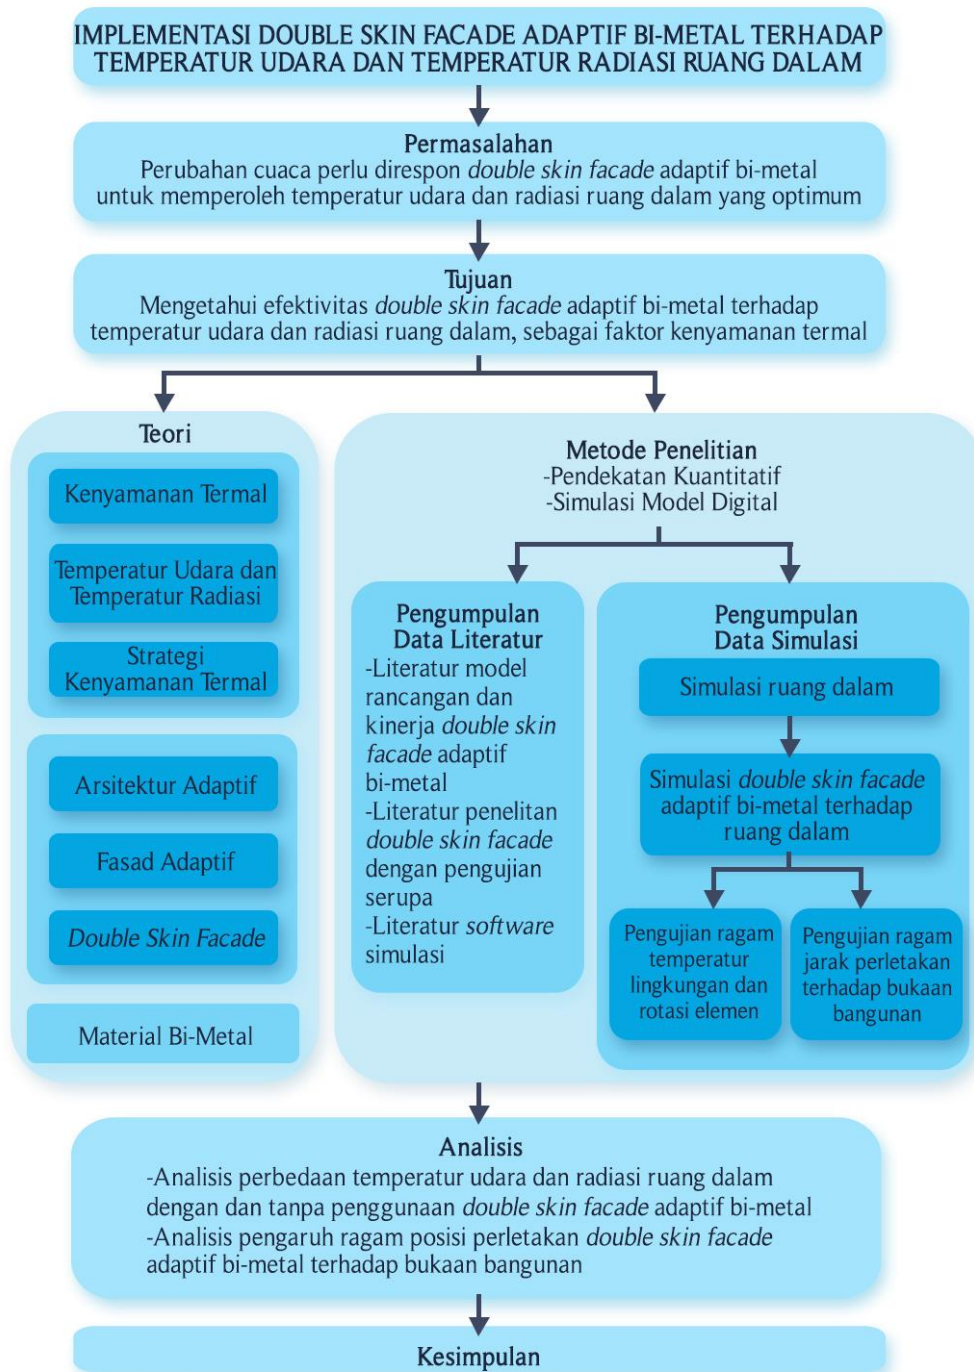 IMPLEMENTASI DOUBLE SKIN FACADE ADAPTIF BI-METAL TERHADAP
TEMPERATUR UDARA DAN TEMPERATUR RADIASI RUANG DALAM
Permasalahan
Perubahan cuaca perlu direspon double skin facade adaptif bi-metal
untuk memperoleh temperatur udara dan radiasi ruang dalam yang optimum
Tujuan
Mengetahui efektivitas double skin facade adaptif bi-metal terhadap
temperatur udara dan radiasi ruang dalam, sebagai faktor kenyamanan termal
Teori
Kenyamanan Termal
Temperatur Udara dan
Temperatur Radiasi
Strategi
Kenyamanan Termal
Arsitektur Adaptif
Fasad Adaptif
Double Skin Facade
Material Bi-Metal
Metode Penelitian
-Pendekatan Kuantitatif
-Simulasi Model Digital
Pengumpulan
Data Literatur
-Literatur model
rancangan dan
kinerja double skin
facade adaptif
bi-metal
-Literatur penelitan
double skin facade
dengan pengujian
serupa
-Literatur software
simulasi
Pengumpulan
Data Simulasi
Simulasi ruang dalam
Simulasi double skin facade
adaptif bi-metal terhadap
ruang dalam
Pengujian ragam
temperatur
lingkungan dan
rotasi elemen
Pengujian ragam
jarak perletakan
terhadap bukaan
bangunan
Analisis
-Analisis perbedaan temperatur udara dan radiasi ruang dalam
dengan dan tanpa penggunaan double skin facade adaptif bi-metal
-Analisis pengaruh ragam posisi perletakan double skin facade
adaptif bi-metal terhadap bukaan bangunan
Kesimpulan